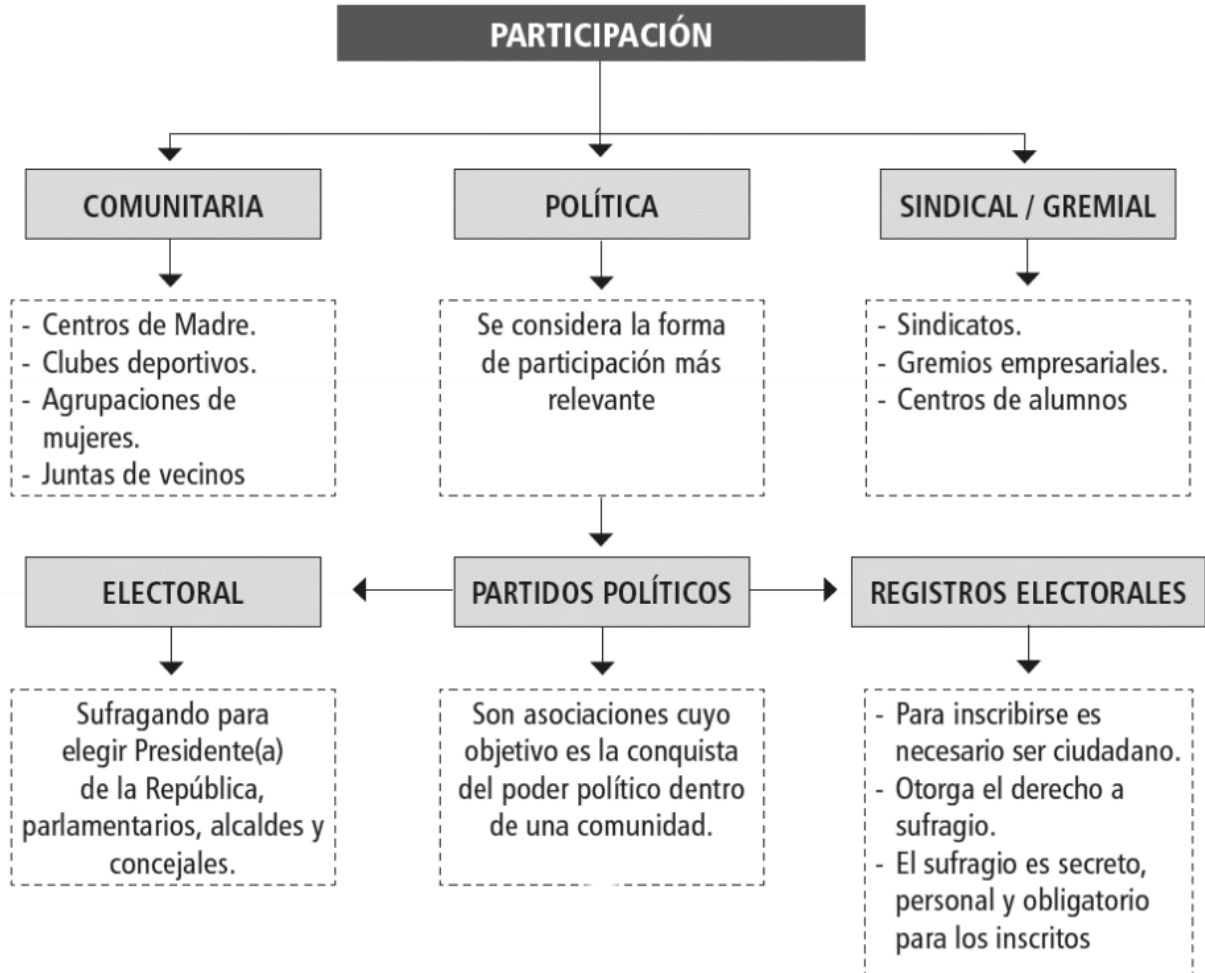 PARTICIPACIÓN
COMUNITARIA
- Centros de Madre.
- Clubes deportivos.
- Agrupaciones de
mujeres.
- Juntas de vecinos
POLÍTICA
Se considera la forma
de participación más
relevante
SINDICAL / GREMIAL
- Sindicatos.
- Gremios empresariales.
- Centros de alumnos
ELECTORAL
Sufragando para
elegir Presidente(a)
de la República,
parlamentarios, alcaldes y
concejales.
PARTIDOS POLÍTICOS
Son asociaciones cuyo
objetivo es la conquista
del poder político dentro
de una comunidad.
REGISTROS ELECTORALES
- Para inscribirse es
necesario ser ciudadano.
- Otorga el derecho a
sufragio.
- El sufragio es secreto,
personal y obligatorio
para los inscritos